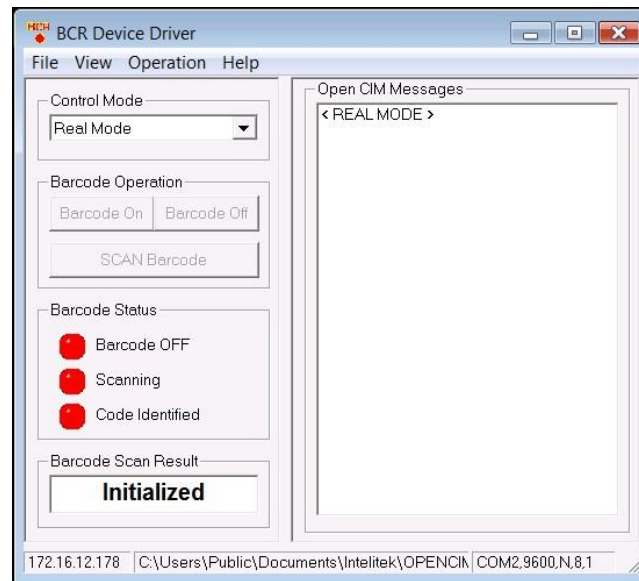 BCR Device Driver
File View Operation Help
Control Mode
Real Mode
Barcode Operation
Barcode On Barcode Off
SCAN Barcode
Barcode Status
Barcode OFF
Scanning
Code Identified
Barcode Scan Result
Initialized
Open CIM Messages
< REAL MODE >
172.16.12.178 C:\Users\Public\Documents\Intelitek\OPENCIM COM2,9600,N,8,1